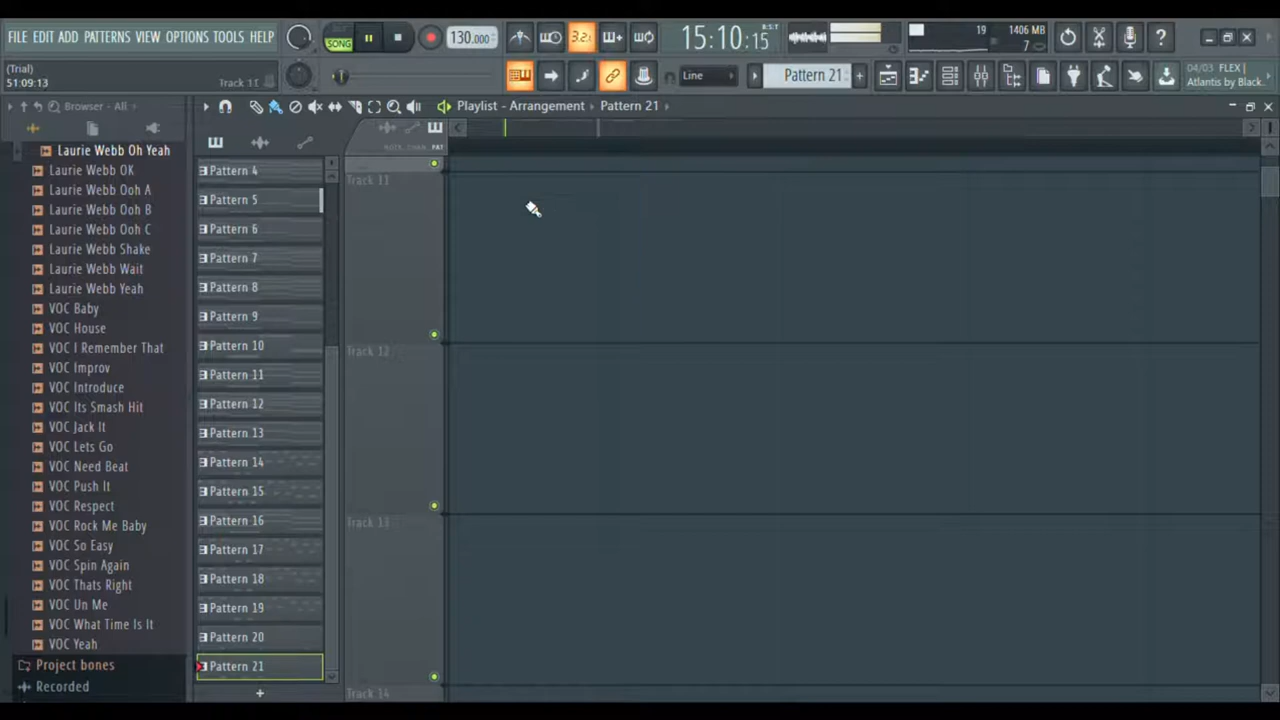 FILE EDIT ADD PATTERNS VIEW OPTIONS TOOLS HELP
SONG
130.000
3.2.
15:10:15
B:S:T
19
1406 MB
7
(Trial)
51:09:13
Track 11
Line
Pattern 21
04/03 FLEX
Atlantis by Black..
Browser - All
Playlist - Arrangement
Pattern 21
PAT
Laurie Webb Oh Yeah
Laurie Webb OK
Laurie Webb Ooh A
Laurie Webb Ooh B
Laurie Webb Ooh C
Laurie Webb Shake
Laurie Webb Wait
Laurie Webb Yeah
VOC Baby
VOC House
VOC I Remember That
VOC Improv
VOC Introduce
VOC Its Smash Hit
VOC Jack It
VOC Lets Go
VOC Need Beat
VOC Push It
VOC Respect
VOC Rock Me Baby
VOC So Easy
VOC Spin Again
VOC Thats Right
VOC Un Me
VOC What Time Is It
VOC Yeah
Project bones
Recorded
Pattern 4
Pattern 5
Pattern 6
Pattern 7
Pattern 8
Pattern 9
Pattern 10
Pattern 11
Pattern 12
Pattern 13
Pattern 14
Pattern 15
Pattern 16
Pattern 17
Pattern 18
Pattern 19
Pattern 20
Pattern 21
Track 11
Track 12
Track 13
Track 14